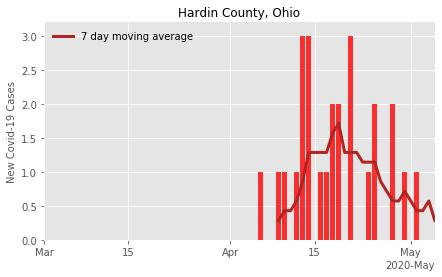 Hardin County, Ohio
7 day moving average
New Covid-19 Cases
3.0
2.5
2.0
1.5
1.0
0.5
0.0
Mar
15
Apr
15
May
2020-May